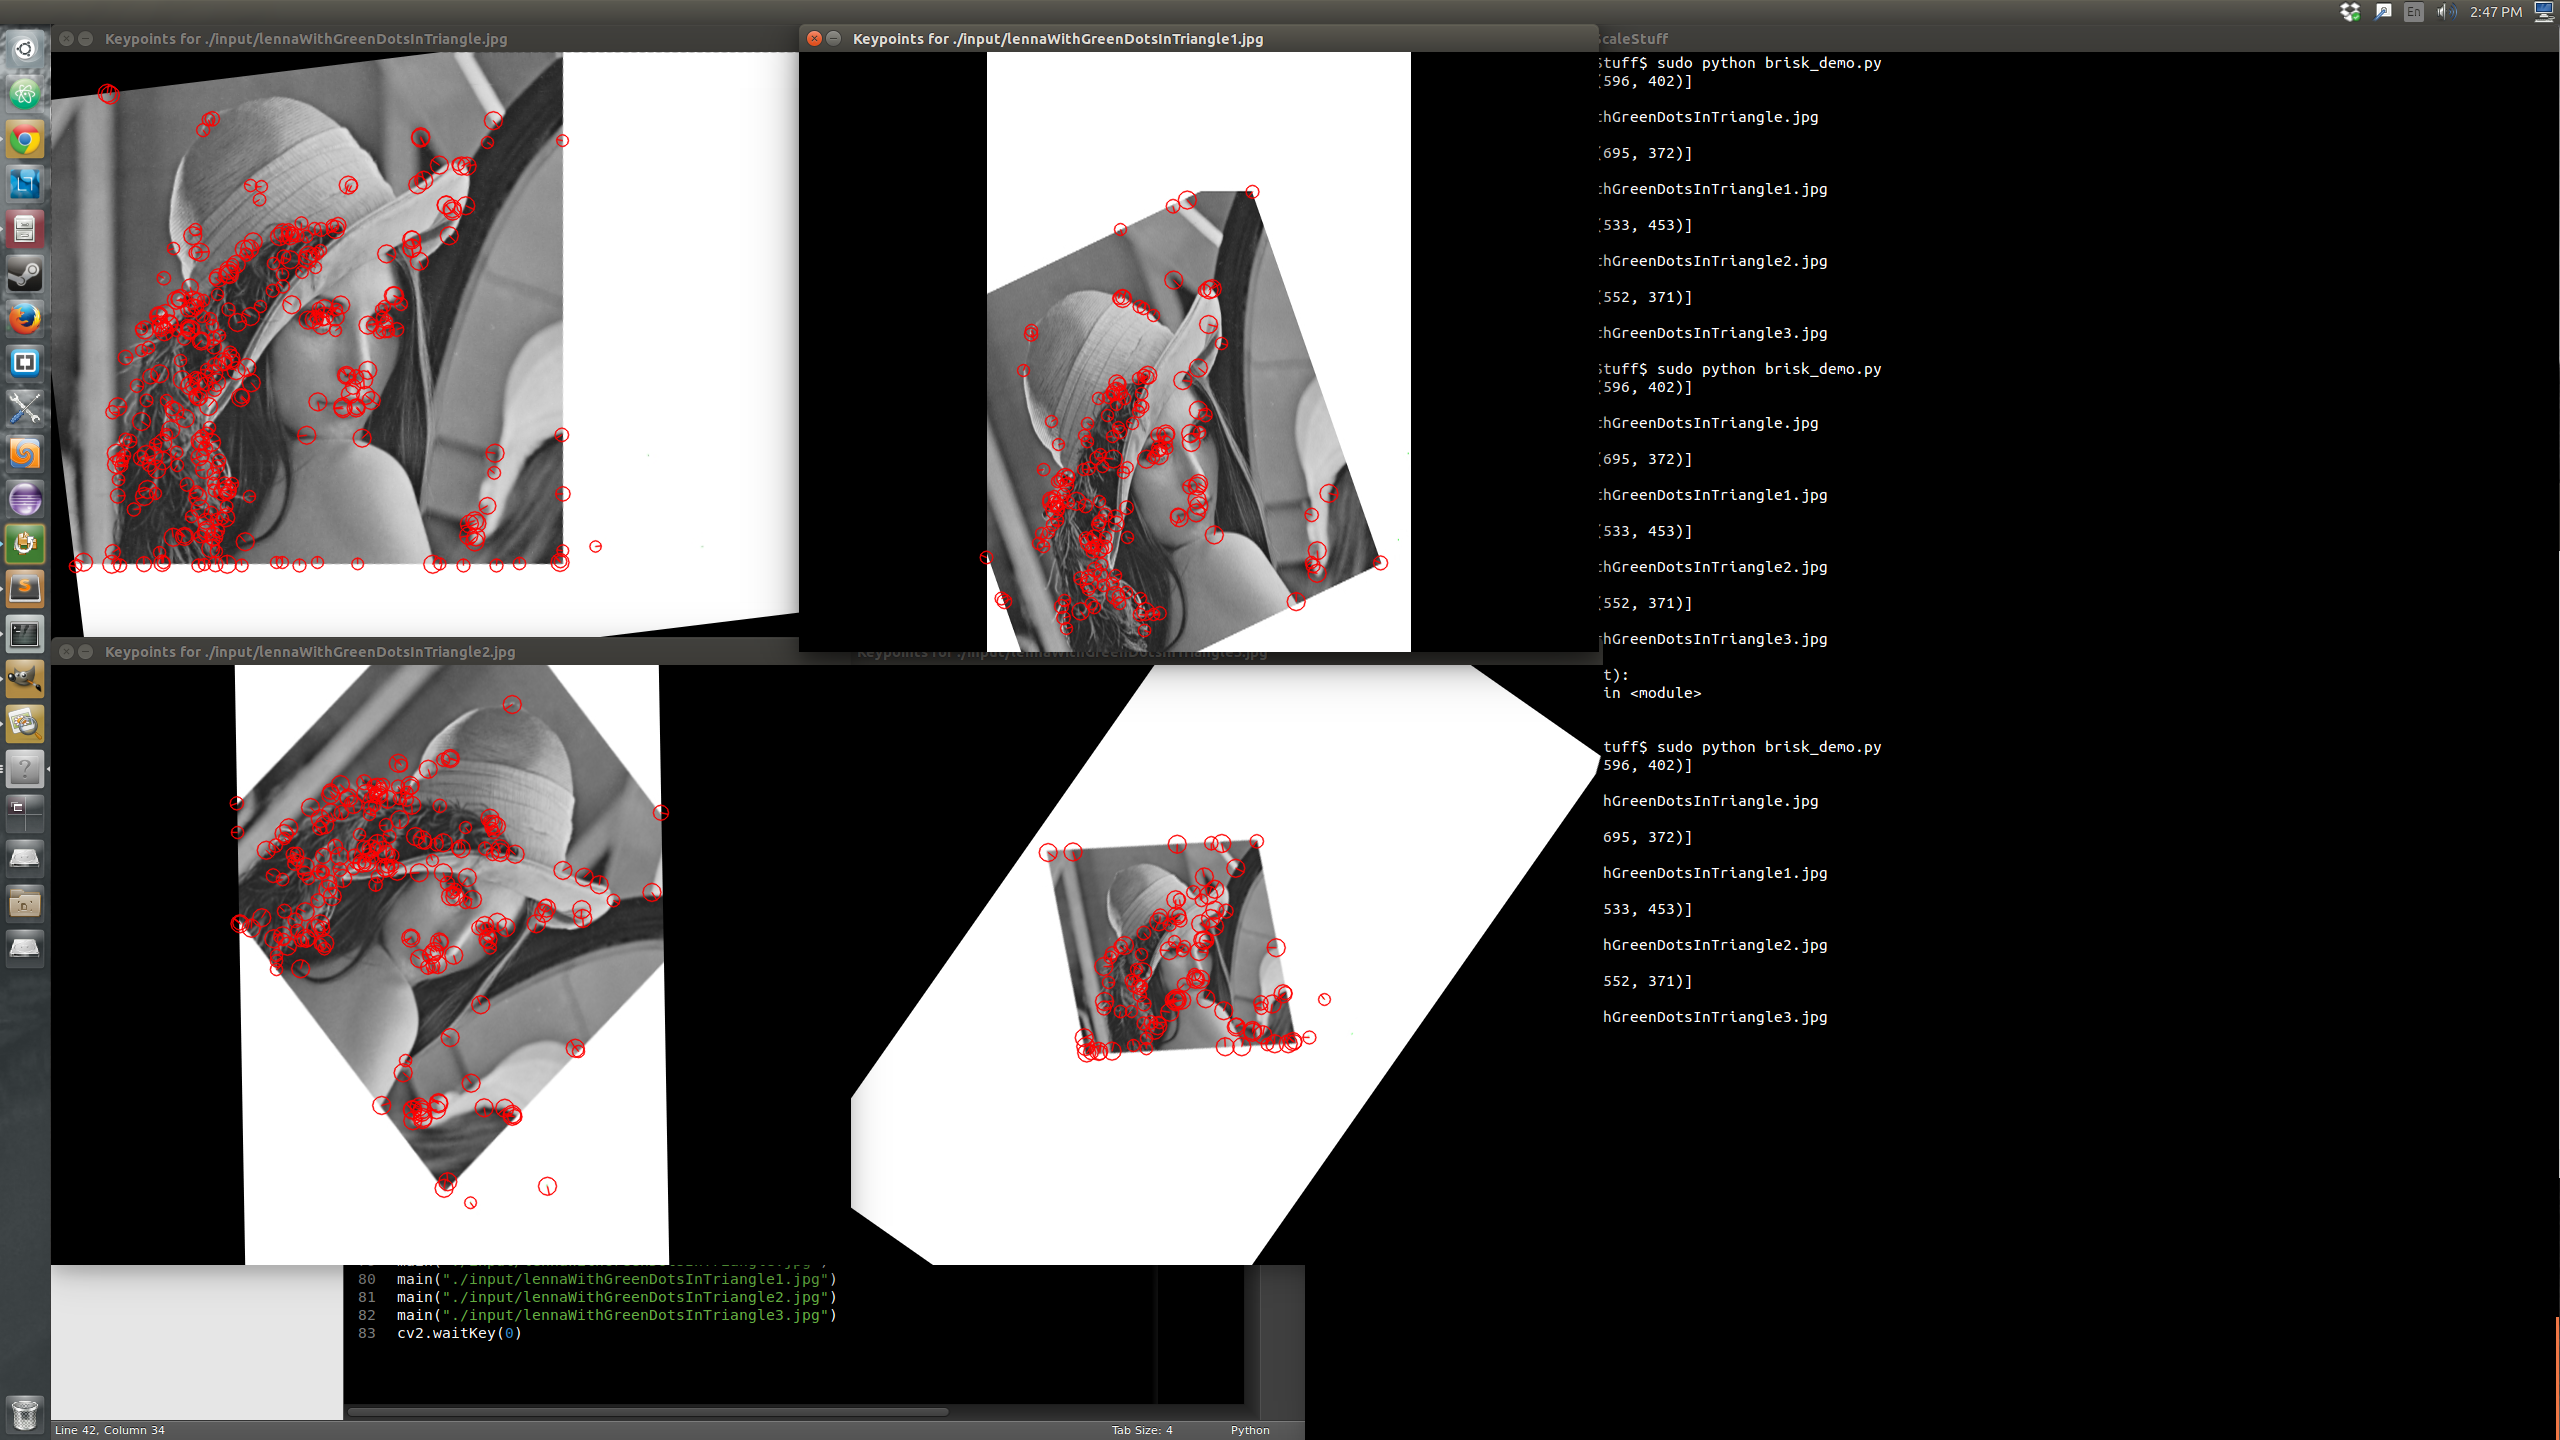 En
2:47 PM
Keypoints for ./input/lennaWithGreenDotsInTriangle.jpg
Keypoints for ./input/lennaWithGreenDotsInTriangle1.jpg
caleStuff
Keypoints for ./input/lennaWithGreenDotsInTriangle2.jpg
Keypoints for ./input/lennaWithGreenDotsInTriangle3.jpg
tuff$ sudo python brisk_demo.py
596, 402)]
hGreenDotsInTriangle.jpg
695, 372)]
hGreenDotsInTriangle1.jpg
533, 453)]
hGreenDotsInTriangle2.jpg
552, 371)]
hGreenDotsInTriangle3.jpg
tuff$ sudo python brisk_demo.py
596, 402)]
hGreenDotsInTriangle.jpg
695, 372)]
hGreenDotsInTriangle1.jpg
533, 453)]
hGreenDotsInTriangle2.jpg
552, 371)]
hGreenDotsInTriangle3.jpg
t):
in <module>
tuff$ sudo python brisk_demo.py
596, 402)]
hGreenDotsInTriangle.jpg
695, 372)]
hGreenDotsInTriangle1.jpg
533, 453)]
hGreenDotsInTriangle2.jpg
552, 371)]
hGreenDotsInTriangle3.jpg
80 main("./input/lennaWithGreenDotsInTriangle1.jpg")
81 main("./input/lennaWithGreenDotsInTriangle2.jpg")
82 main("./input/lennaWithGreenDotsInTriangle3.jpg")
83 cv2.waitKey(0)
Line 42, Column 34
Tab Size: 4
Python